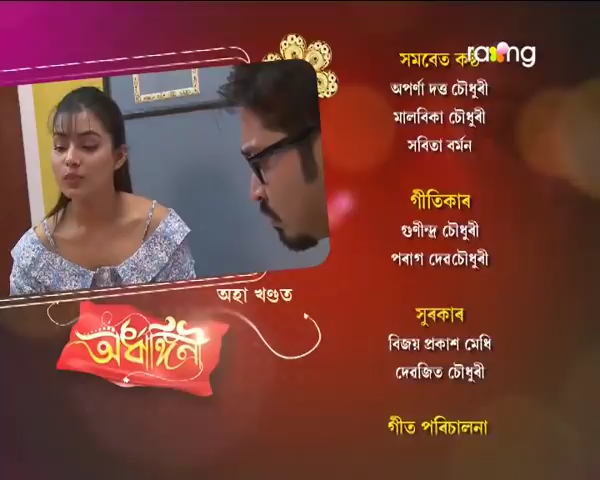 সমবেত কণ্ঠ
rang
অপৰ্ণা দত্ত চৌধুৰী
মালবিকা চৌধুৰী
সবিতা বৰ্মন
গীতিকাৰ
গুণীন্দ্ৰ চৌধুৰী
পৰাগ দেৱচৌধুৰী
অহা খণ্ডত
অৰ্ধাঙ্গিনী
সুৰকাৰ
বিজয় প্ৰকাশ মেধি
দেৱজিত চৌধুৰী
গীত পৰিচালনা